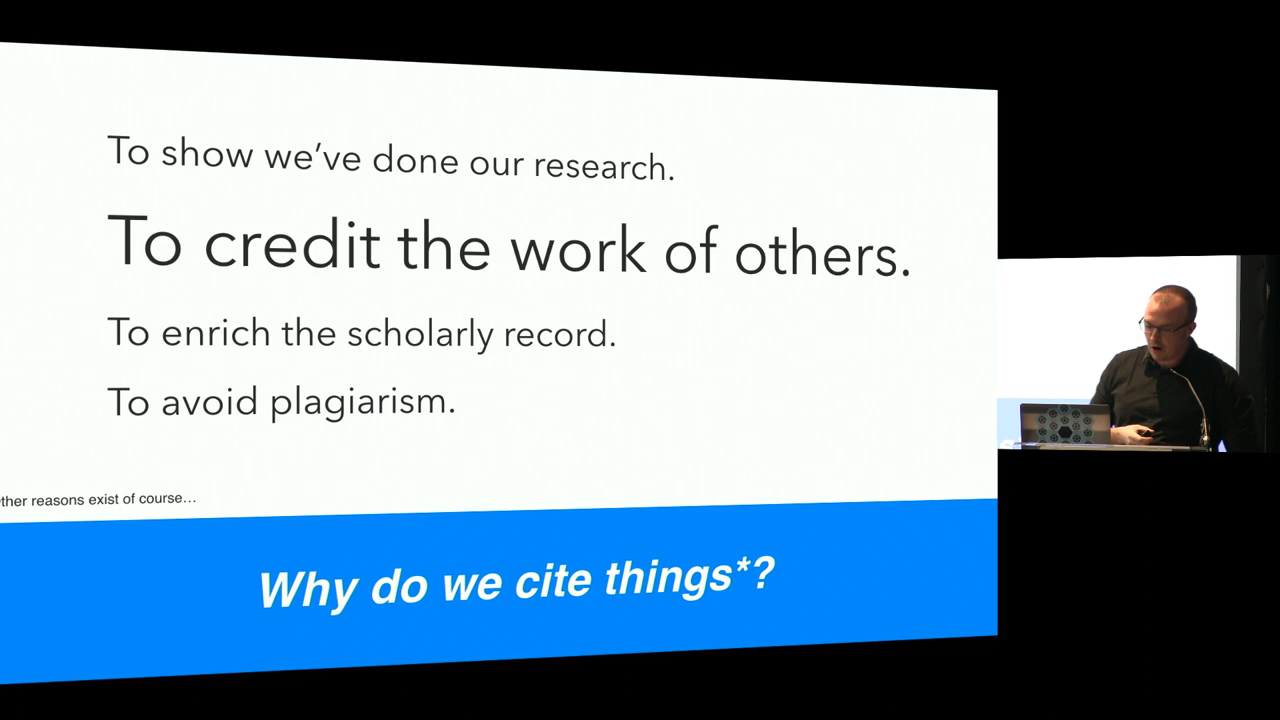 To show we've done our research.
To credit the work of others.
To enrich the scholarly record.
To avoid plagiarism.
ther reasons exist of course…
Why do we cite things*?